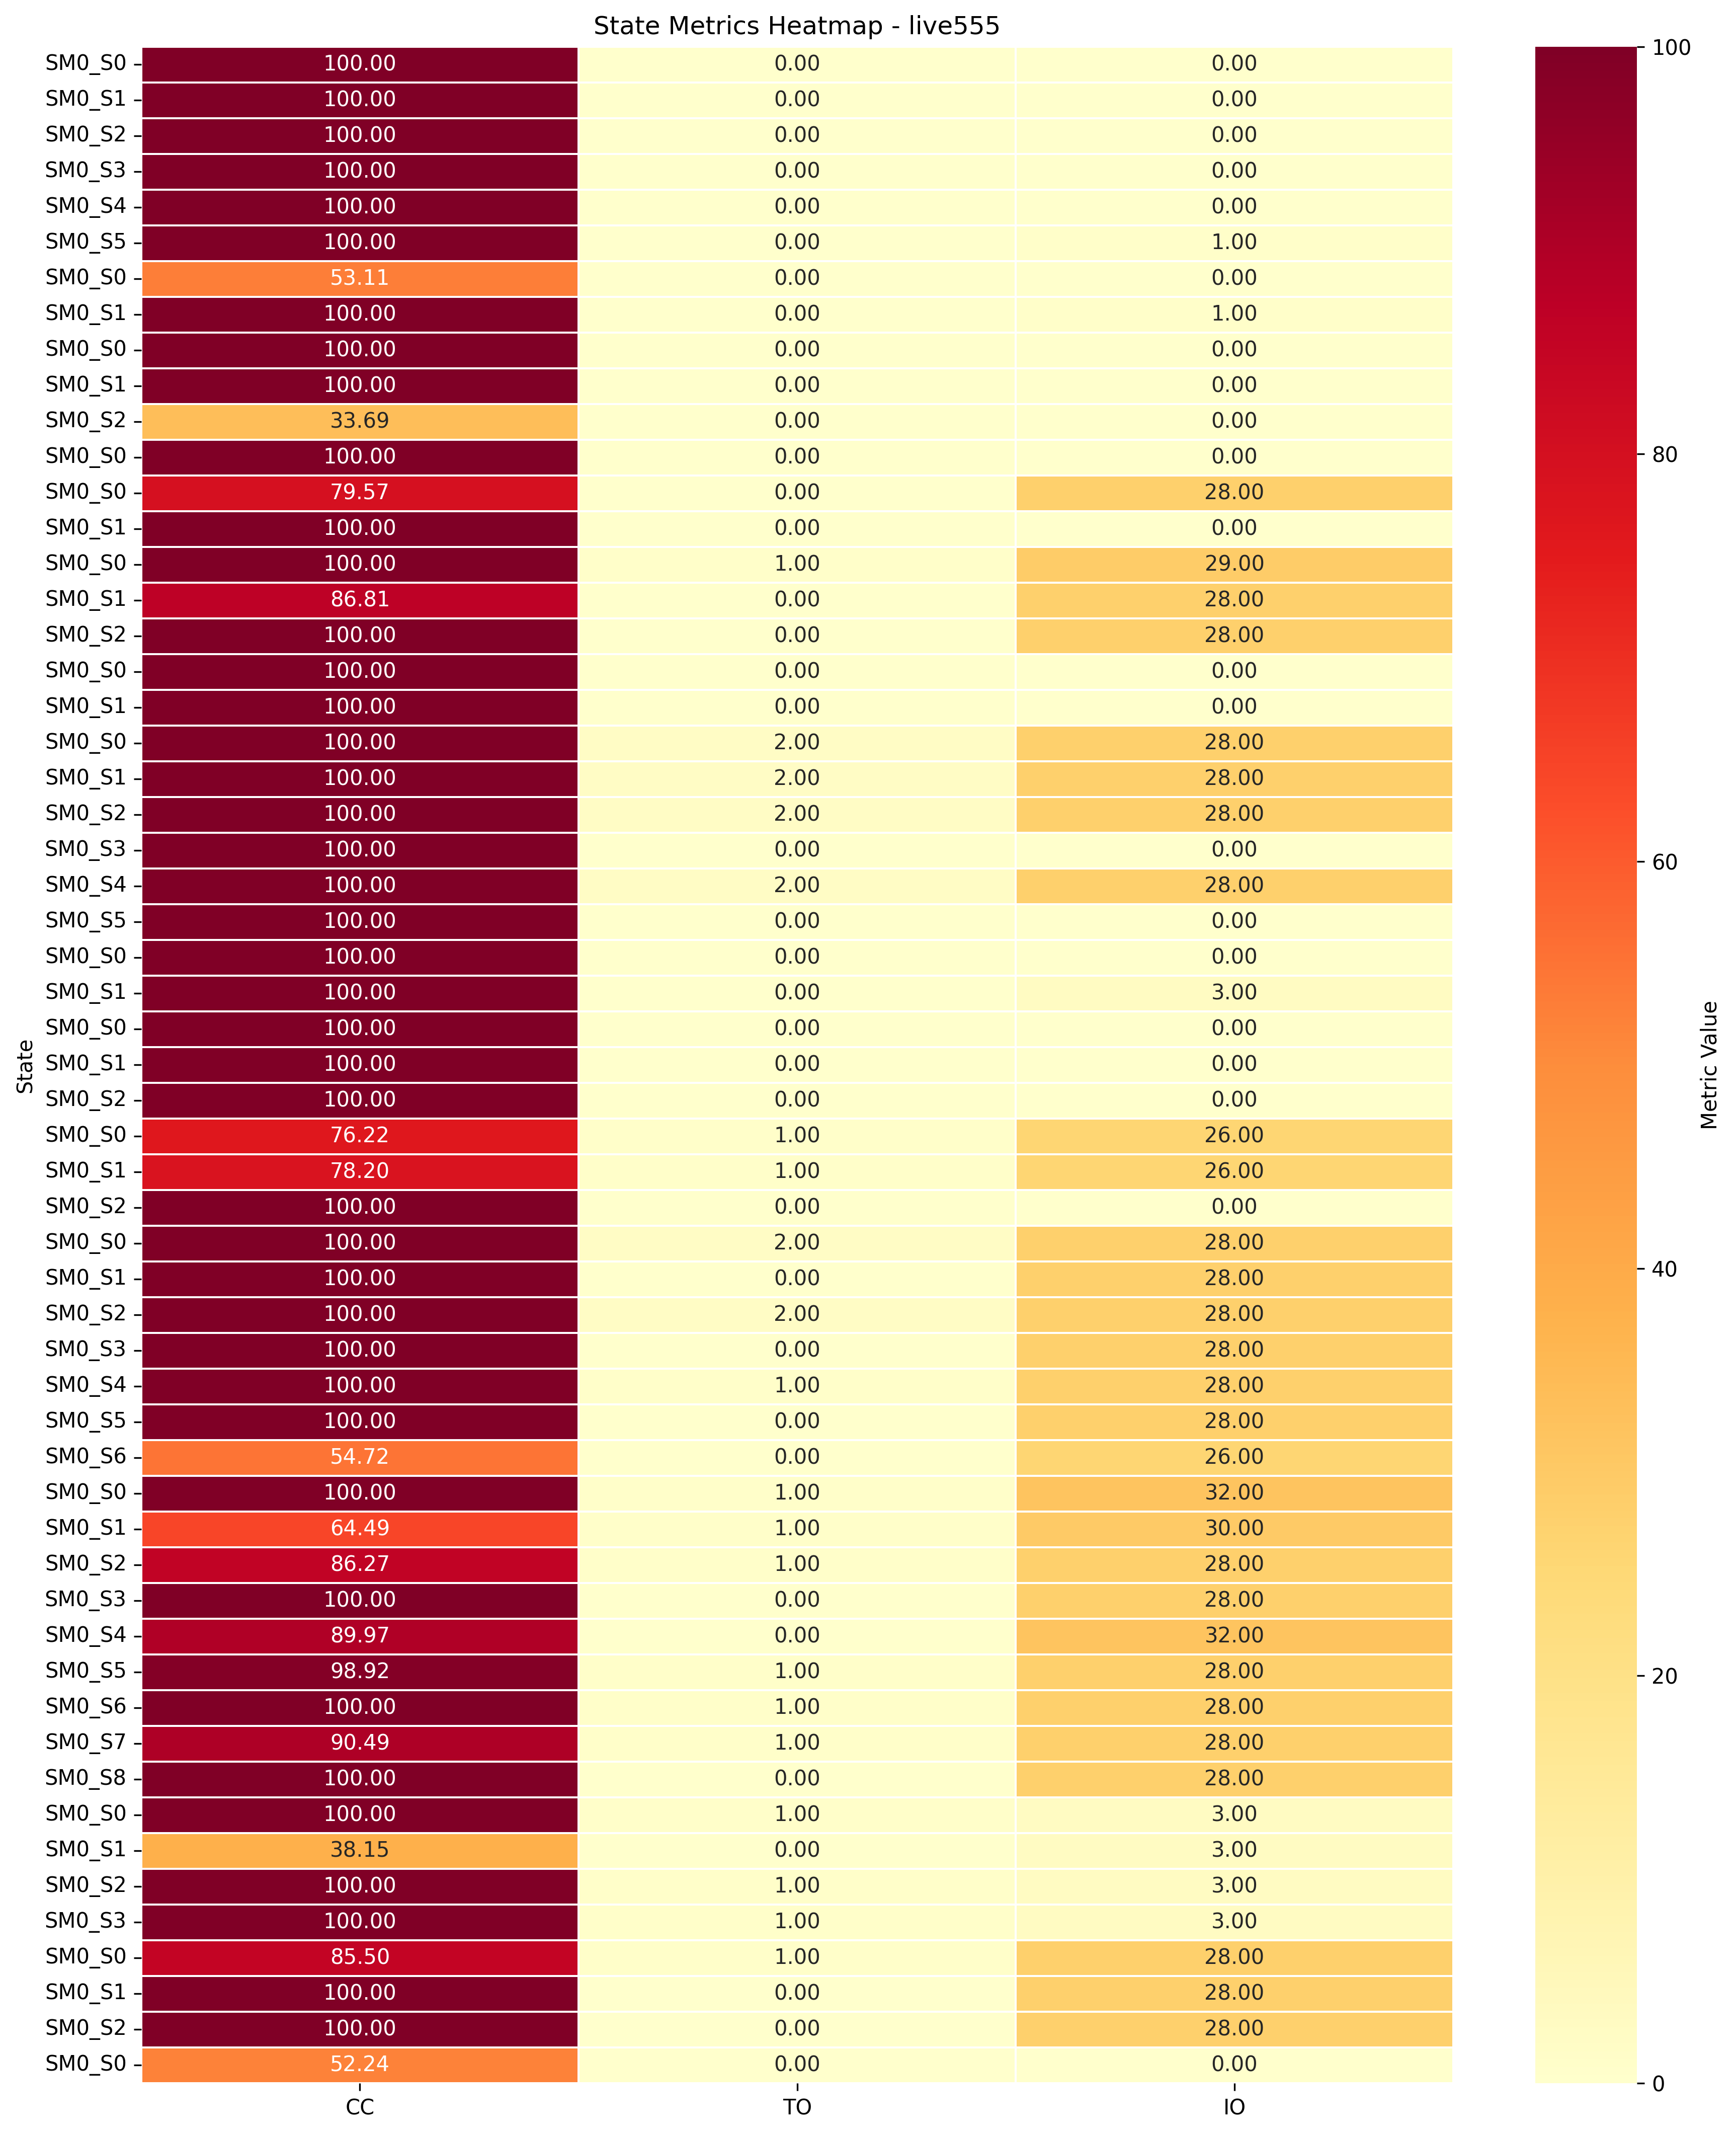 State Metrics Heatmap - live555
SM0_S0 100.00 0.00 0.00
SM0_S1 100.00 0.00 0.00
SM0_S2 100.00 0.00 0.00
SM0_S3 100.00 0.00 0.00
SM0_S4 100.00 0.00 0.00
SM0_S5 100.00 0.00 1.00
SM0_S0 53.11 0.00 0.00
SM0_S1 100.00 0.00 1.00
SM0_S0 100.00 0.00 0.00
SM0_S1 100.00 0.00 0.00
SM0_S2 33.69 0.00 0.00
SM0_S0 100.00 0.00 0.00
SM0_S0 79.57 0.00 28.00
SM0_S1 100.00 0.00 0.00
SM0_S0 100.00 1.00 29.00
SM0_S1 86.81 0.00 28.00
SM0_S2 100.00 0.00 28.00
SM0_S0 100.00 0.00 0.00
SM0_S1 100.00 0.00 0.00
SM0_S0 100.00 2.00 28.00
SM0_S1 100.00 2.00 28.00
SM0_S2 100.00 2.00 28.00
SM0_S3 100.00 0.00 0.00
SM0_S4 100.00 2.00 28.00
SM0_S5 100.00 0.00 0.00
SM0_S0 100.00 0.00 0.00
SM0_S1 100.00 0.00 3.00
SM0_S0 100.00 0.00 0.00
SM0_S1 100.00 0.00 0.00
SM0_S2 100.00 0.00 0.00
SM0_S0 76.22 1.00 26.00
SM0_S1 78.20 1.00 26.00
SM0_S2 100.00 0.00 0.00
SM0_S0 100.00 2.00 28.00
SM0_S1 100.00 0.00 28.00
SM0_S2 100.00 2.00 28.00
SM0_S3 100.00 0.00 28.00
SM0_S4 100.00 1.00 28.00
SM0_S5 100.00 0.00 28.00
SM0_S6 54.72 0.00 26.00
SM0_S0 100.00 1.00 32.00
SM0_S1 64.49 1.00 30.00
SM0_S2 86.27 1.00 28.00
SM0_S3 100.00 0.00 28.00
SM0_S4 89.97 0.00 32.00
SM0_S5 98.92 1.00 28.00
SM0_S6 100.00 1.00 28.00
SM0_S7 90.49 1.00 28.00
SM0_S8 100.00 0.00 28.00
SM0_S0 100.00 1.00 3.00
SM0_S1 38.15 0.00 3.00
SM0_S2 100.00 1.00 3.00
SM0_S3 100.00 1.00 3.00
SM0_S0 85.50 1.00 28.00
SM0_S1 100.00 0.00 28.00
SM0_S2 100.00 0.00 28.00
SM0_S0 52.24 0.00 0.00
CC TO IO
State
100
80
60
40
20
0
Metric Value